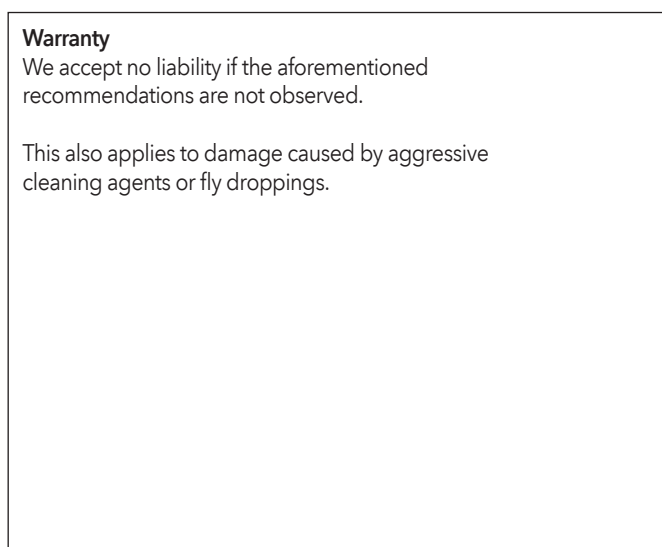 Warranty
We accept no liability if the aforementioned
recommendations are not observed.
This also applies to damage caused by aggressive
cleaning agents or fly droppings.